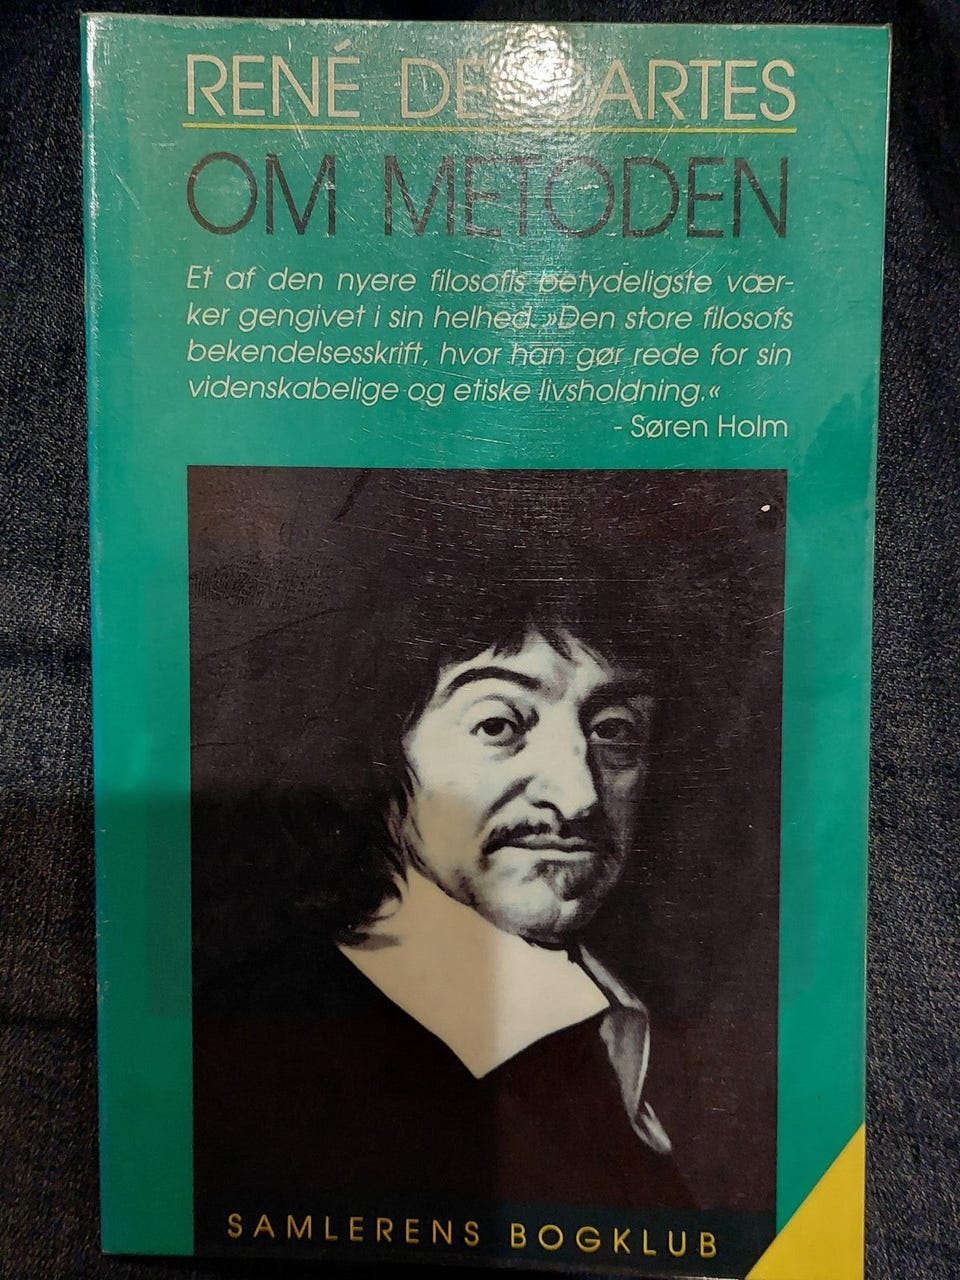 RENÉ DESCARTES
OM METODEN
Et af den nyere filosofis betydeligste vær-
ker gengivet i sin helhed. »Den store filosofs
bekendelsesskrift, hvor han gør rede for sin
videnskabelige og etiske livsholdning.«
- Søren Holm
SAMLERENS BOGKLUB